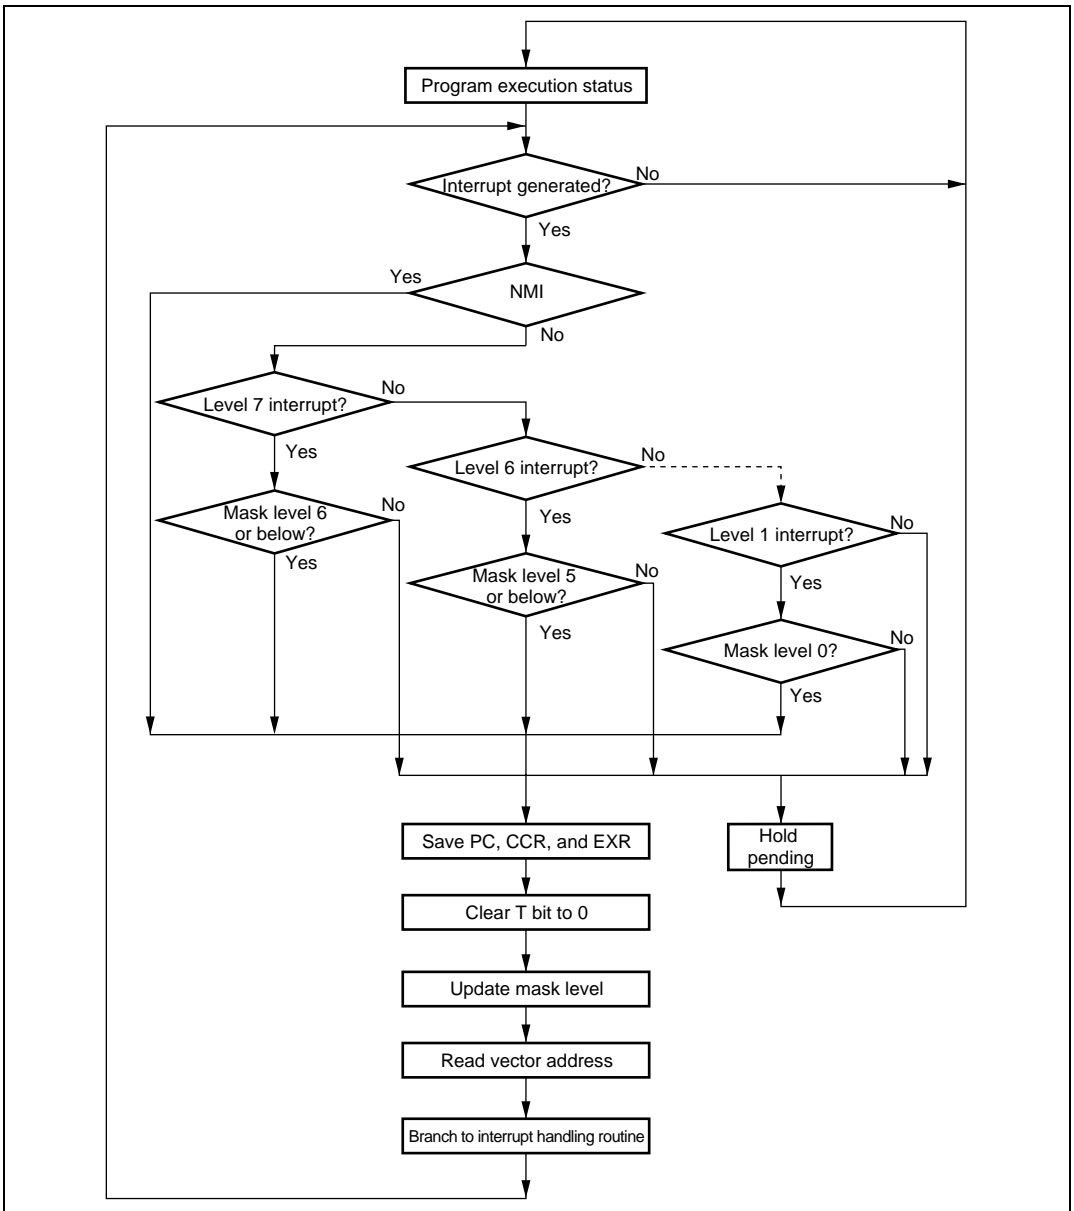 Program execution status
Interrupt generated?
No
Yes
Yes
NMI
No
Level 7 interrupt?
No
Yes
Level 6 interrupt?
No
Mask level 6
or below?
No
Yes
Yes
Level 1 interrupt?
No
Mask level 5
or below?
No
Yes
Yes
Mask level 0?
No
Yes
Save PC, CCR, and EXR
Hold
pending
Clear T bit to 0
Update mask level
Read vector address
Branch to interrupt handling routine